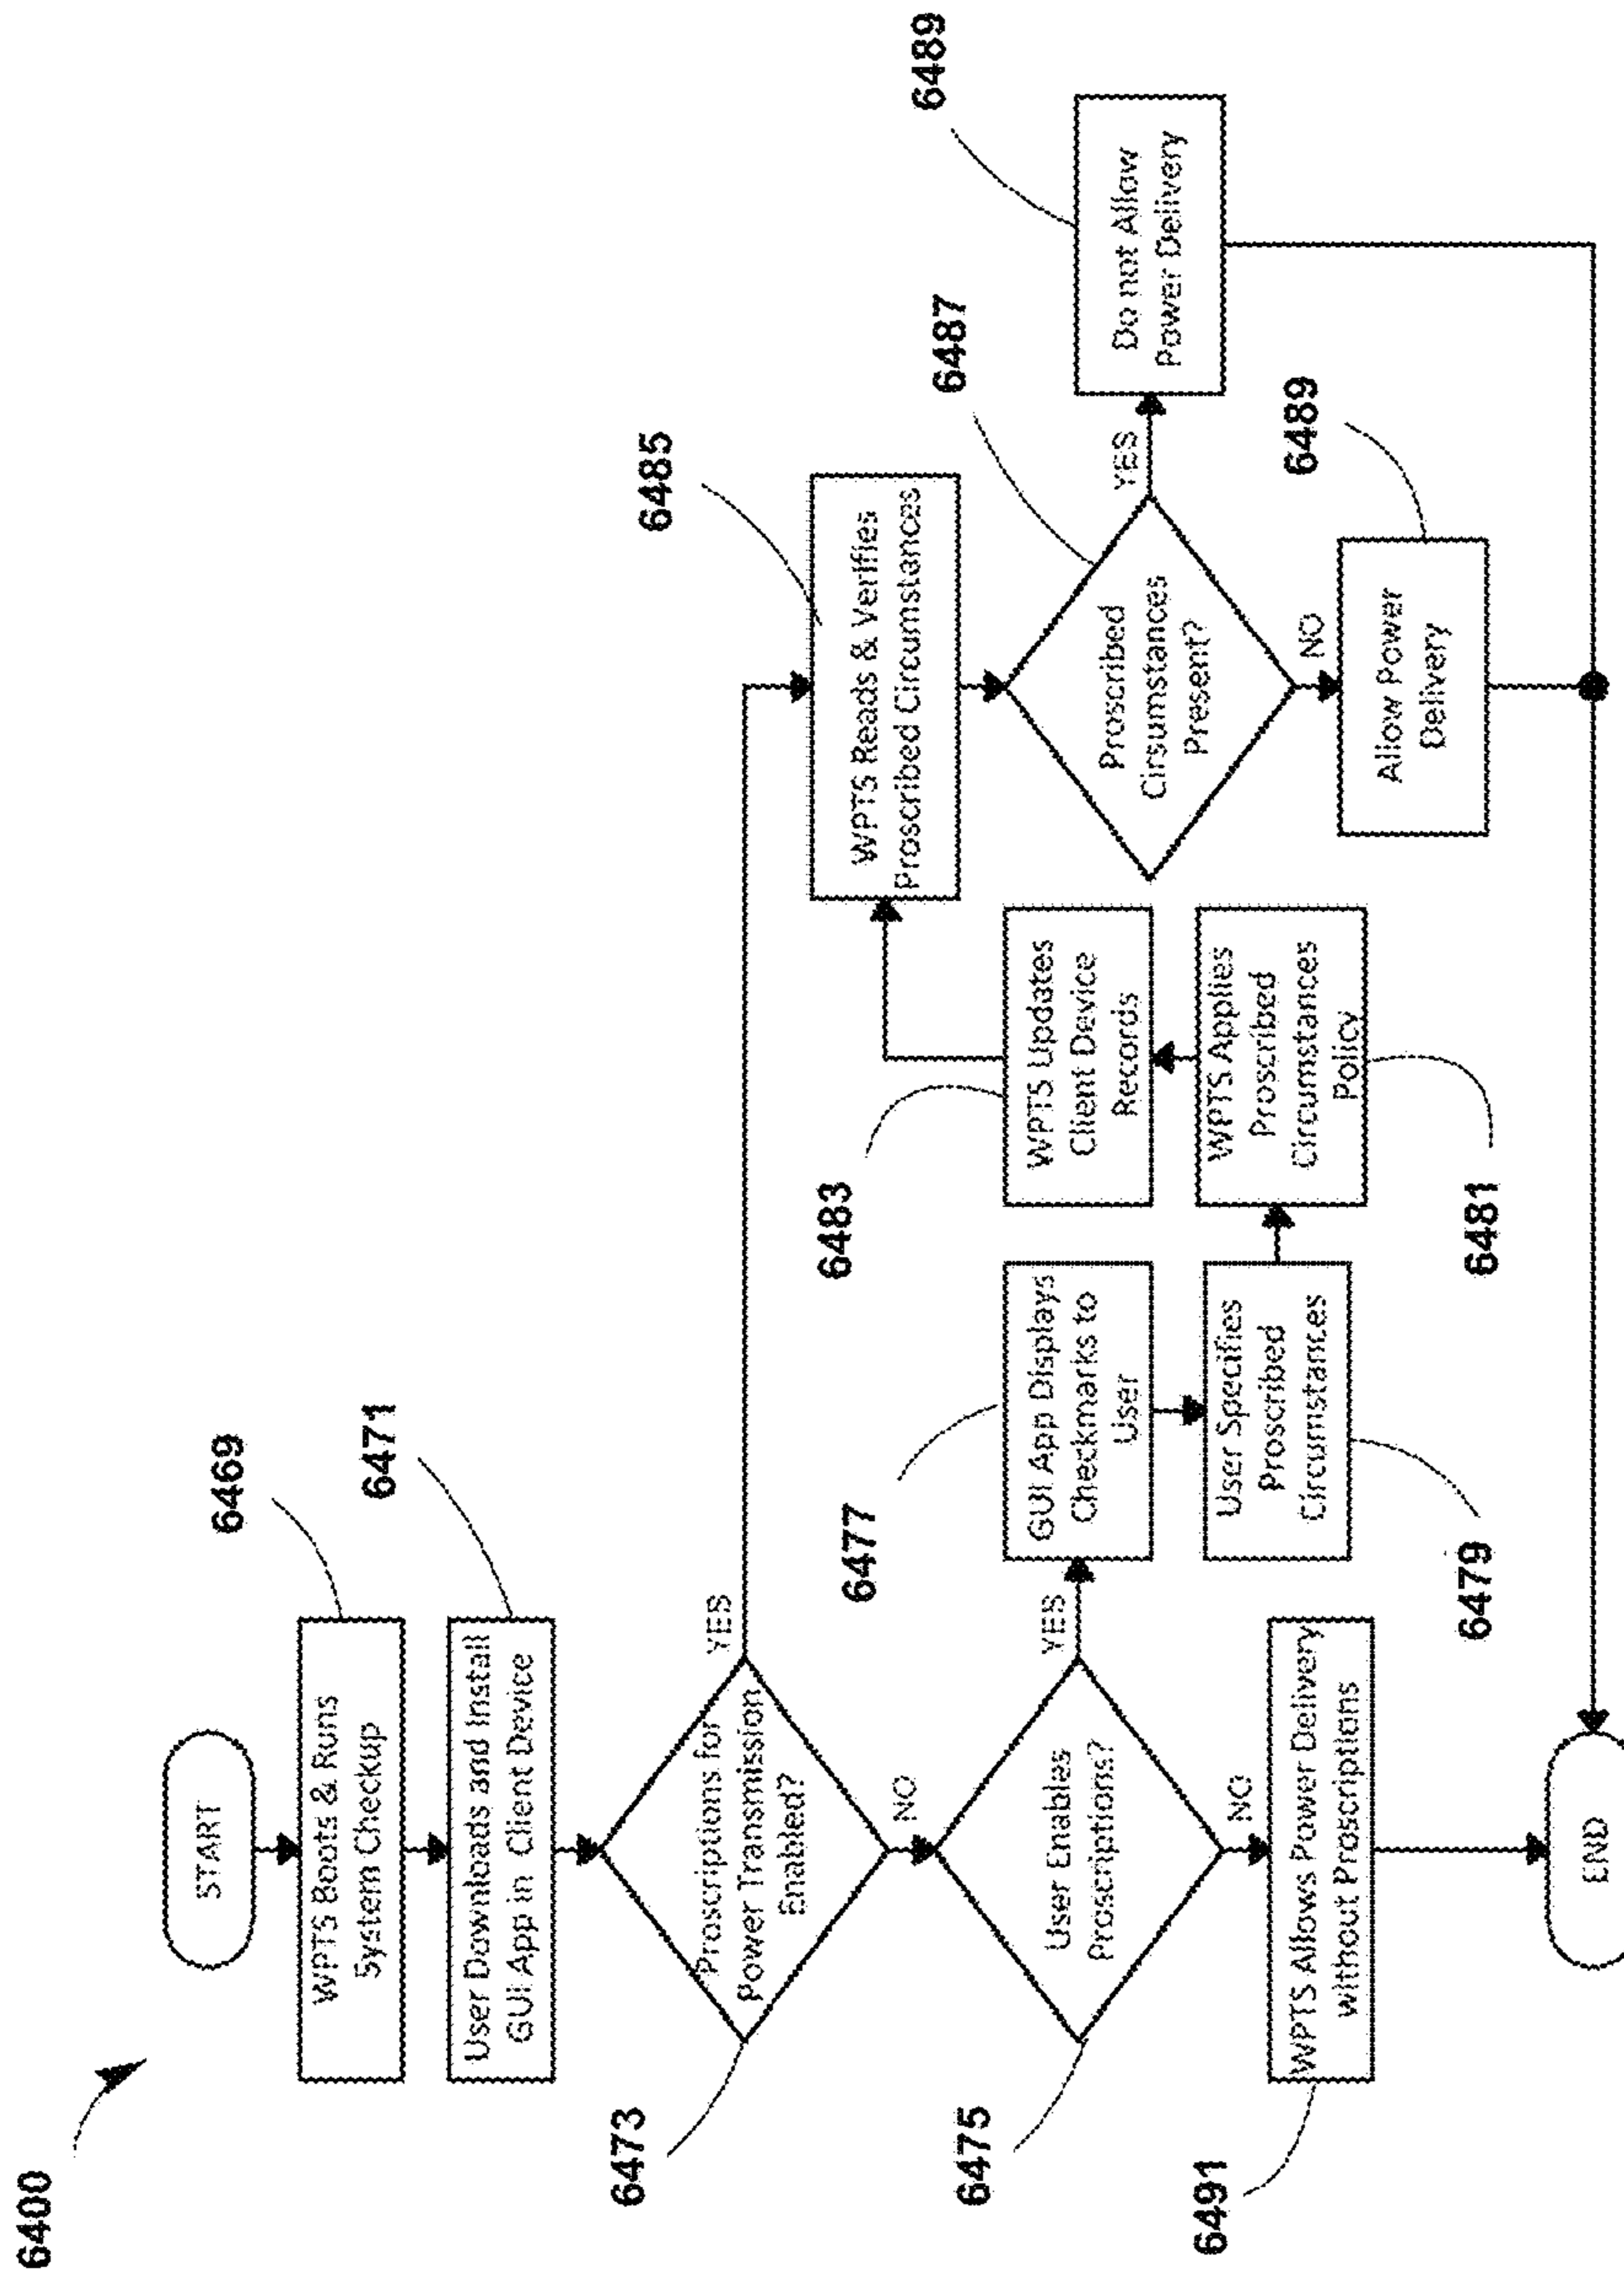 6400
START
WPTS Boots & Runs
System Checkup
6469
User Downloads and Install
GUI App in Client Device
6471
Proscriptions for
Power Transmission
Enabled?
6473
YES
NO
User Enables
Proscriptions?
6475
YES
NO
WPTS Allows Power Delivery
without Proscriptions
6491
GUI App Displays
Checkmarks to
User
6477
User Specifies
Proscribed
Circumstances
6479
WPTS Applies
Proscribed
Circumstances
Policy
6481
WPTS Updates
Client Device
Records
6483
WPTS Reads & Verifies
Proscribed Circumstances
6485
Proscribed
Cirsumstances
Present?
6487
YES
NO
Do not Allow
Power Delivery
6489
Allow Power
Delivery
6489
END